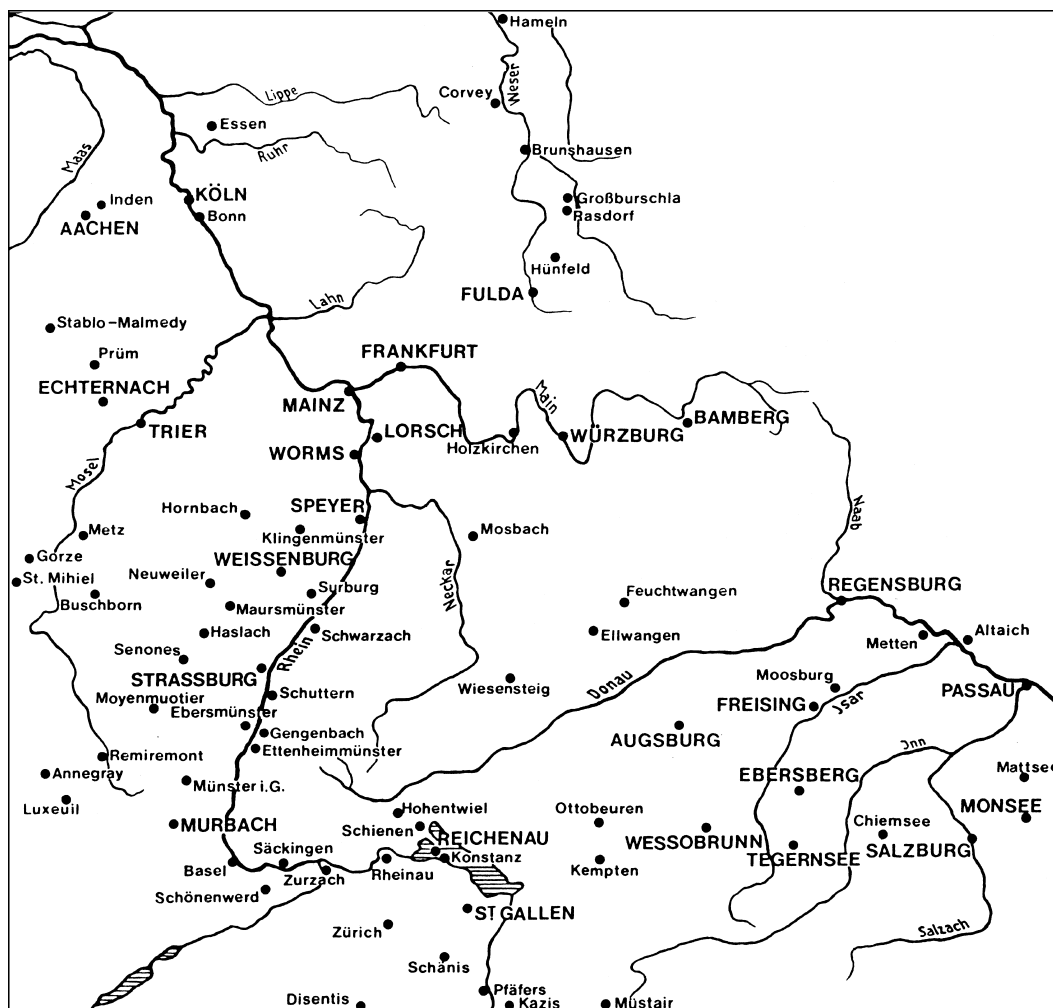 Hameln
Lippe
Corvey
Weser
Essen
Ruhr
Brunshausen
Maas
Inden
KÖLN
Großburschla
AACHEN
Bonn
Rasdorf
Hünfeld
FULDA
Lahn
Stablo-Malmedy
Prüm
FRANKFURT
ECHTERNACH
MAINZ
Main
TRIER
LORSCH
Holzkirchen
WÜRZBURG
BAMBERG
WORMS
Mosel
Hornbach
SPEYER
Naab
Metz
Klingenmünster
Mosbach
Gorze
WEISSENBURG
St. Mihiel
Neuweiler
Surburg
Neckar
REGENSBURG
Buschborn
Maursmünster
Feuchtwangen
Haslach
Schwarzach
Ellwangen
Metten
Altaich
Senones
Rhein
STRASSBURG
Donau
Moosburg
Moyenmuotier
Schuttern
Wiesensteig
FREISING
Jsar
PASSAU
Ebersmünster
Gengenbach
AUGSBURG
Ettenheimmünster
Jnn
Remiremont
Annegray
Münster i.G.
EBERSBERG
Mattsee
Luxeuil
Hohentwiel
Ottobeuren
MONSEE
MURBACH
Schienen
REICHENAU
WESSOBRUNN
Chiemsee
Basel
Säckingen
Zurzach
Rheinau
Konstanz
Kempten
TEGERNSEE
SALZBURG
Schönenwerd
ST. GALLEN
Zürich
Salzach
Schänis
Disentis
Pfäfers
Kazis
Müstair